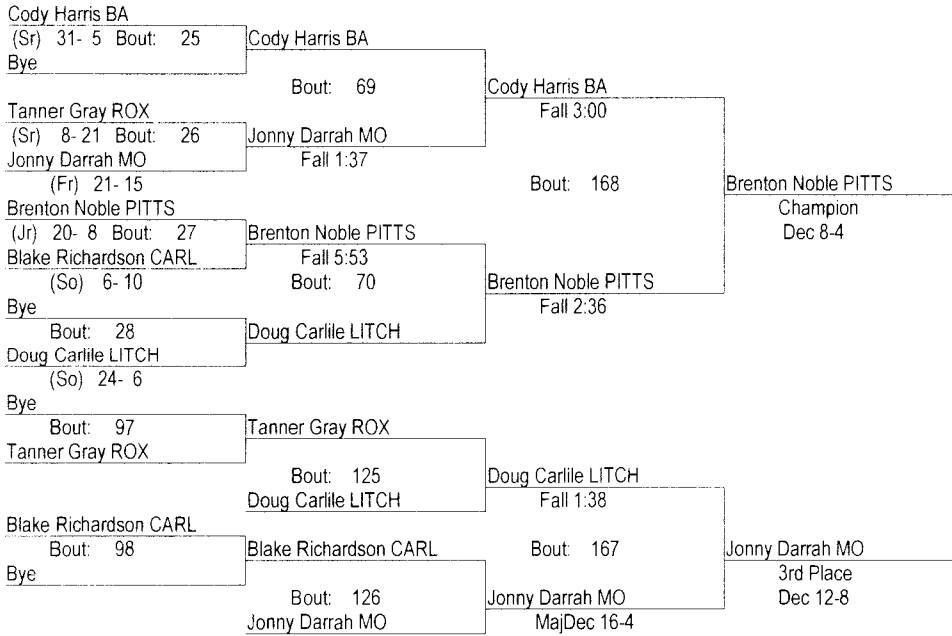 Cody Harris BA
(Sr) 31- 5 Bout: 25
Cody Harris BA
Bye
Bout: 69
Cody Harris BA
Tanner Gray ROX
Fall 3:00
(Sr) 8- 21 Bout: 26
Jonny Darrah MO
Jonny Darrah MO
Fall 1:37
(Fr) 21- 15
Bout: 168
Brenton Noble PITTS
Brenton Noble PITTS
Champion
(Jr) 20- 8 Bout: 27
Brenton Noble PITTS
Dec 8-4
Blake Richardson CARL
Fall 5:53
(So) 6- 10
Bout: 70
Brenton Noble PITTS
Bye
Fall 2:36
Bout: 28
Doug Carlile LITCH
Doug Carlile LITCH
(So) 24- 6
Bye
Bout: 97
Tanner Gray ROX
Tanner Gray ROX
Bout: 125
Doug Carlile LITCH
Doug Carlile LITCH
Fall 1:38
Blake Richardson CARL
Bout: 98
Blake Richardson CARL
Bout: 167
Jonny Darrah MO
Bye
3rd Place
Bout: 126
Jonny Darrah MO
Dec 12-8
Jonny Darrah MO
MajDec 16-4